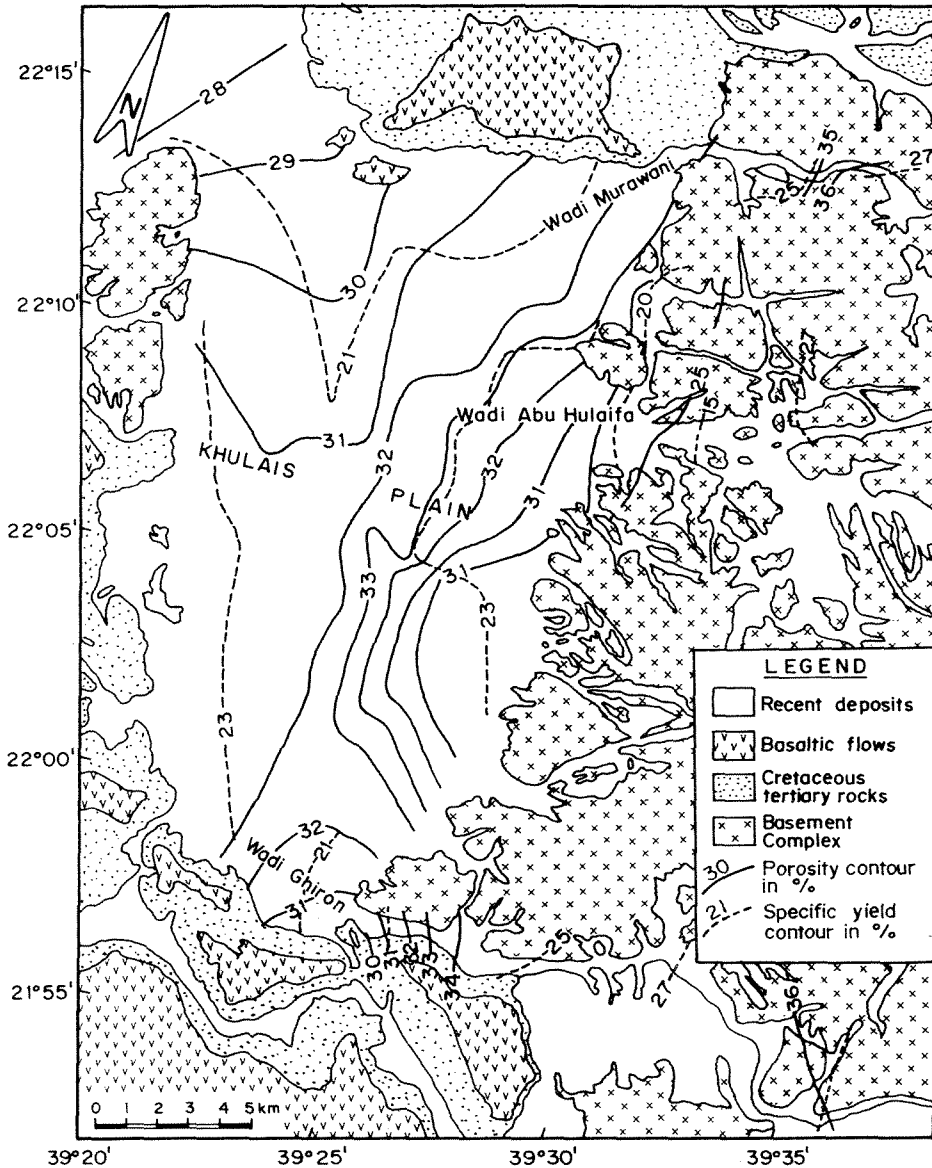 22°15'
22°10'
22°05'
22°00'
21°55'
39°20'
39°25'
39°30'
39°35'
N
28
29
30
21
31
32
33
32
31
31
23
23
20
25
15
27
25
35
36
27
Wadi Murawani
Wadi Abu Hulaifa
KHULAIS
PLAIN
Wadi Ghiron
32
21
31
30
31
32
33
34
25
27
36
LEGEND
Recent deposits
Basaltic flows
Cretaceous
tertiary rocks
Basement
Complex
30 Porosity contour
in %
21 Specific yield
contour in %
0 1 2 3 4 5 km